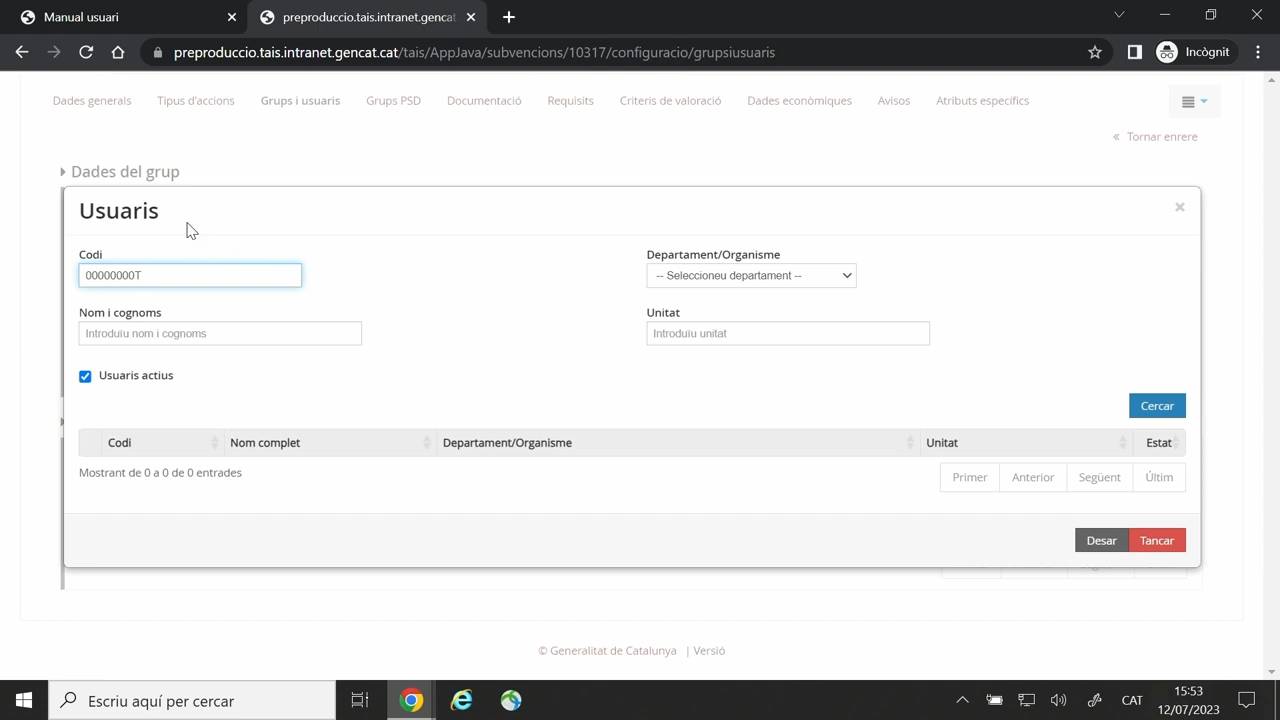 Manual usuari
preproduccio.tais.intranet.gencat
preproduccio.tais.intranet.gencat.cat/tais/AppJava/subvencions/10317/configuracio/grupsiusuaris
Incògnit
Dades generals Tipus d'accions Grups i usuaris Grups PSD Documentació Requisits Criteris de valoració Dades econòmiques Avisos Atributs específics
« Tornar enrere
Dades del grup
Usuaris
×
Codi Departament/Organisme
00000000T -- Seleccioneu departament --
Nom i cognoms Unitat
Introduïu nom i cognoms Introduïu unitat
Usuaris actius
Cercar
Codi Nom complet Departament/Organisme Unitat Estat
Mostrant de 0 a 0 de 0 entrades
Primer Anterior Següent Últim
Desar Tancar
© Generalitat de Catalunya | Versió
Escriu aquí per cercar
CAT
15:53
12/07/2023